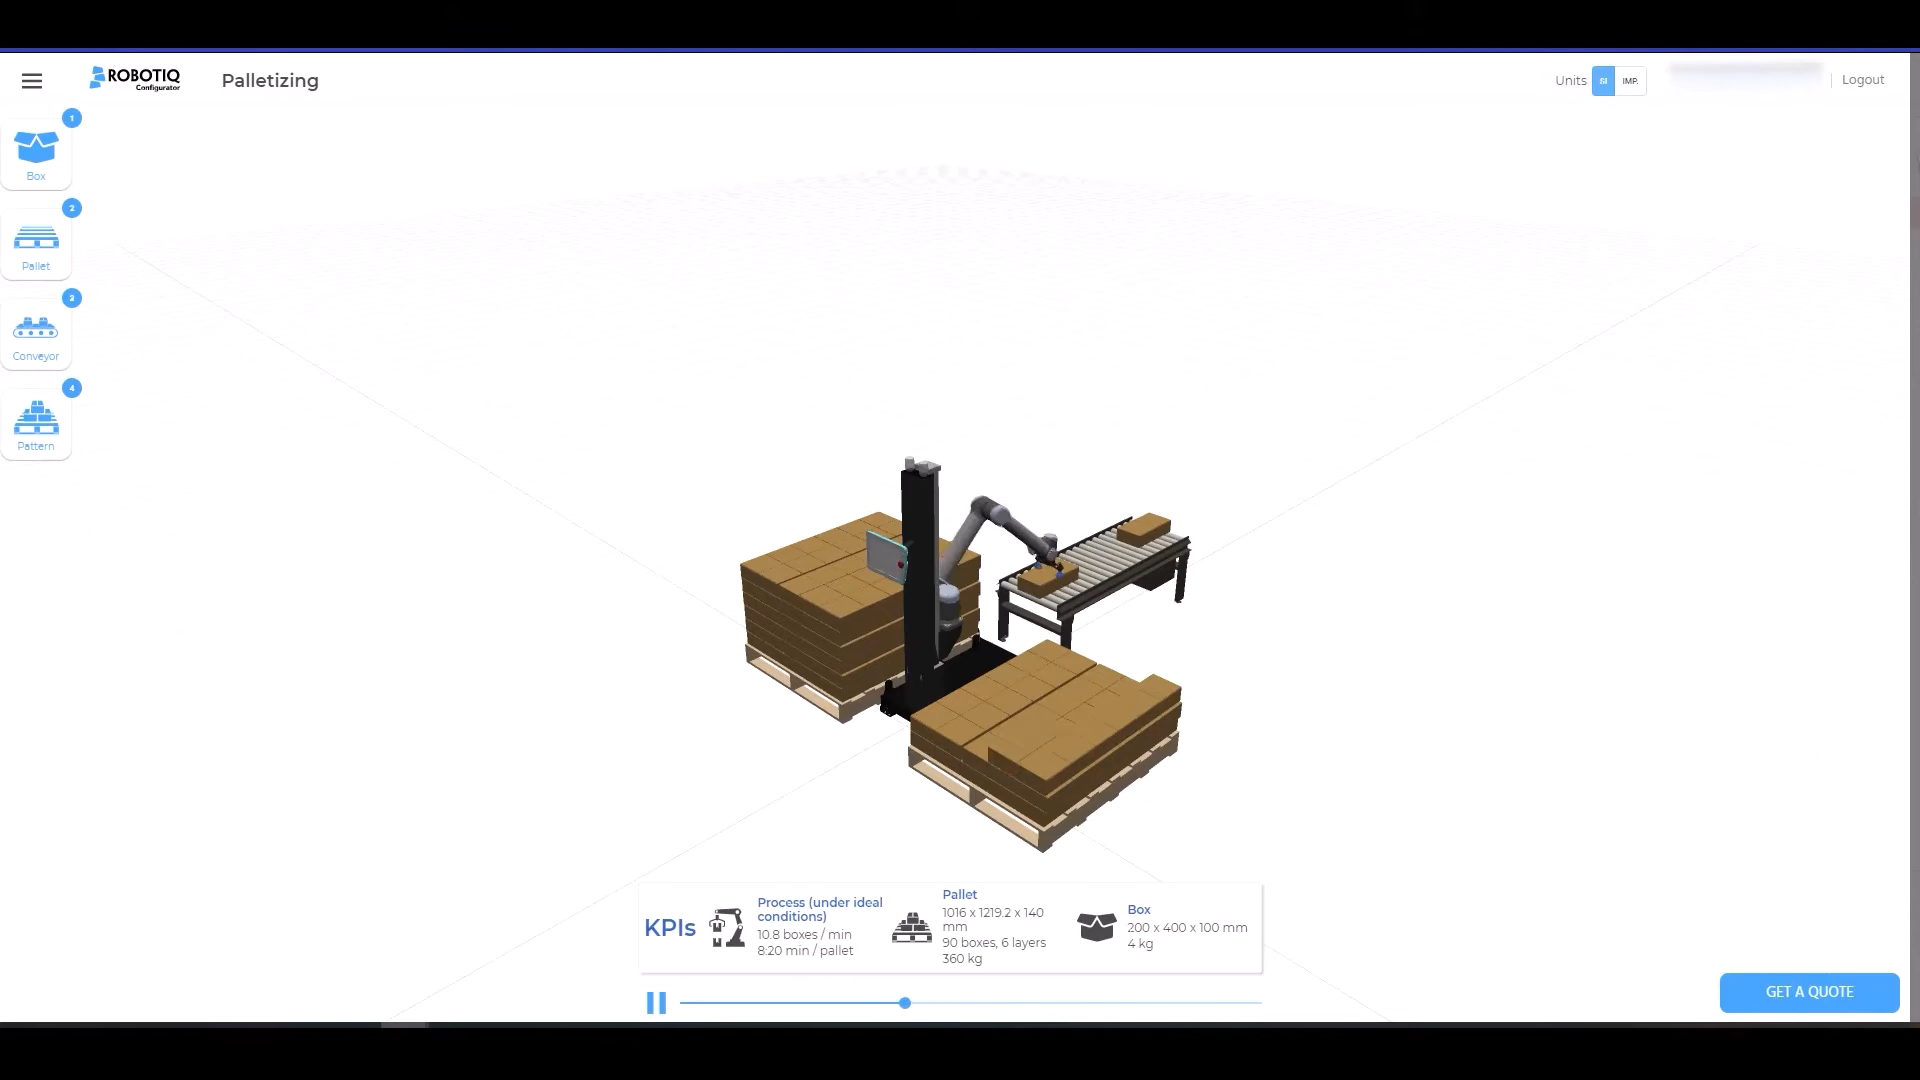 ROBOTIQ
Configurator
Palletizing
Units
SI
IMP.
Logout
1
Box
2
Pallet
3
Conveyor
4
Pattern
KPIs
Process (under ideal
conditions)
10.8 boxes / min
8:20 min / pallet
Pallet
1016 x 1219.2 x 140
mm
90 boxes, 6 layers
360 kg
Box
200 x 400 x 100 mm
4 kg
GET A QUOTE